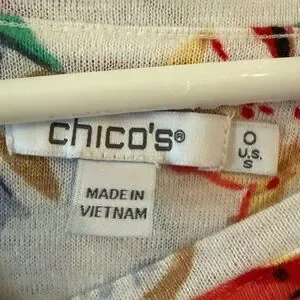 chico's®
0
U.S.
S
MADE IN
VIETNAM